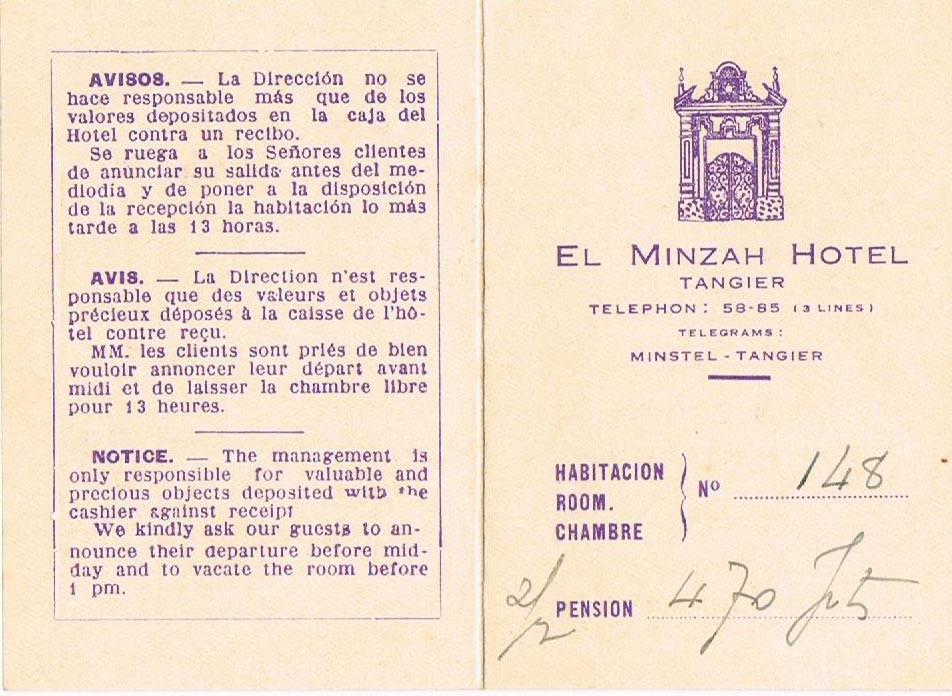 AVISOS. — La Dirección no se
hace responsable más que de los
valores depositados en la caja del
Hotel contra un recibo.
Se ruega a los Señores clientes
de anunciar su salida antes del me-
diodia y de poner a la disposición
de la recepción la habitación lo más
tarde a las 13 horas.
AVIS. — La Direction n'est res-
ponsable que des valeurs et objets
précieux déposés à la caisse de l'hô-
tel contre reçu.
MM. les clients sont priés de bien
vouloir annoncer leur départ avant
midi et de laisser la chambre libre
pour 13 heures.
NOTICE. — The management is
only responsible for valuable and
precious objects deposited with the
cashier against receipt
We kindly ask our guests to an-
nounce their departure before mid-
day and to vacate the room before
1 pm.
EL MINZAH HOTEL
TANGIER
TELEPHON: 58-85 (3 LINES)
TELEGRAMS:
MINSTEL - TANGIER
HABITACION
ROOM.
CHAMBRE
Nº 148
PENSION 470